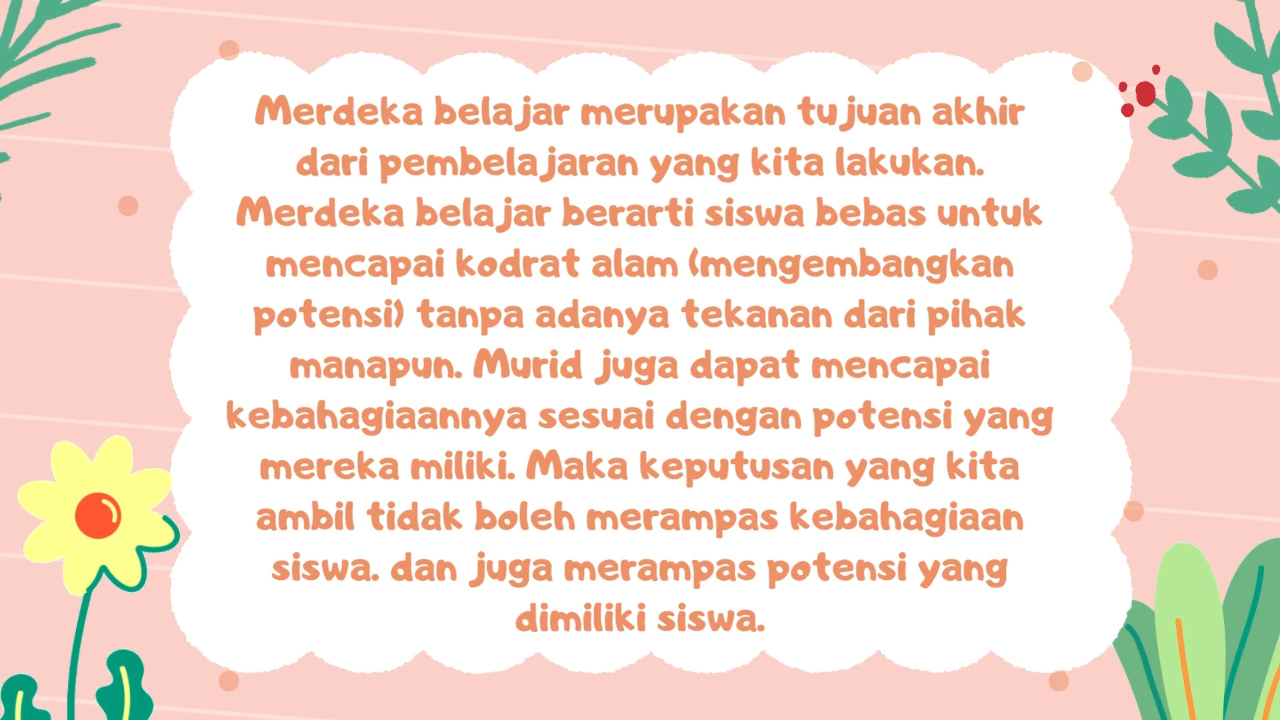 Merdeka belajar merupakan tujuan akhir
dari pembelajaran yang kita lakukan.
Merdeka belajar berarti siswa bebas untuk
mencapai kodrat alam (mengembangkan
potensi) tanpa adanya tekanan dari pihak
manapun. Murid juga dapat mencapai
kebahagiaannya sesuai dengan potensi yang
mereka miliki. Maka keputusan yang kita
ambil tidak boleh merampas kebahagiaan
siswa. dan juga merampas potensi yang
dimiliki siswa.